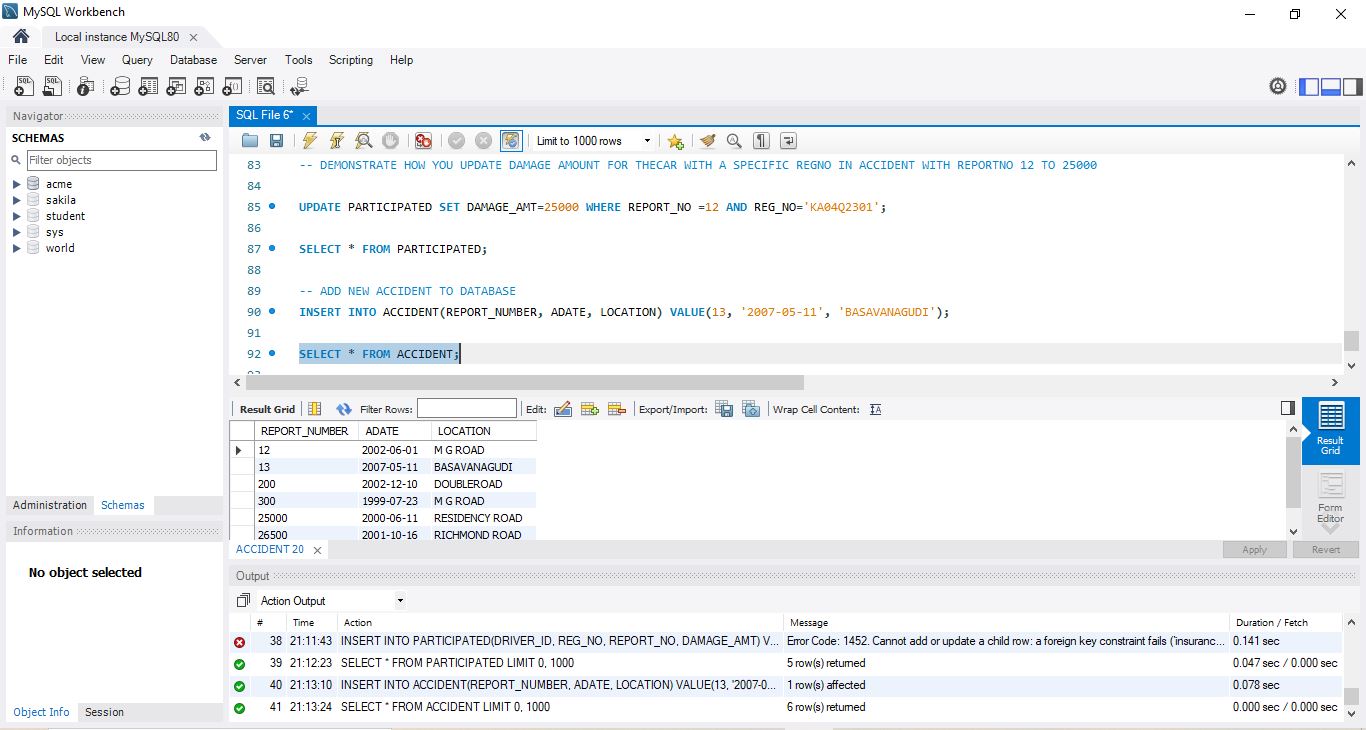 MySQL Workbench
Local instance MySQL80
File Edit View Query Database Server Tools Scripting Help
Navigator
SCHEMAS
Filter objects
acme
sakila
student
sys
world
Administration Schemas
Information
No object selected
Object Info Session
SQL File 6*
Limit to 1000 rows
83 -- DEMONSTRATE HOW YOU UPDATE DAMAGE AMOUNT FOR THECAR WITH A SPECIFIC REGNO IN ACCIDENT WITH REPORTNO 12 TO 25000
84
85 UPDATE PARTICIPATED SET DAMAGE_AMT=25000 WHERE REPORT_NO =12 AND REG_NO='KA04Q2301';
86
87 SELECT * FROM PARTICIPATED;
88
89 -- ADD NEW ACCIDENT TO DATABASE
90 INSERT INTO ACCIDENT(REPORT_NUMBER, ADATE, LOCATION) VALUE(13, '2007-05-11', 'BASAVANAGUDI');
91
92 SELECT * FROM ACCIDENT;
Result Grid Filter Rows: Edit: Export/Import: Wrap Cell Content:
REPORT_NUMBER ADATE LOCATION
12 2002-06-01 M G ROAD
13 2007-05-11 BASAVANAGUDI
200 2002-12-10 DOUBLEROAD
300 1999-07-23 M G ROAD
25000 2000-06-11 RESIDENCY ROAD
26500 2001-10-16 RICHMOND ROAD
Result
Grid
Form
Editor
ACCIDENT 20
Apply Revert
Output
Action Output
# Time Action Message Duration / Fetch
38 21:11:43 INSERT INTO PARTICIPATED(DRIVER_ID, REG_NO, REPORT_NO, DAMAGE_AMT) V... Error Code: 1452. Cannot add or update a child row: a foreign key constraint fails (`insuranc... 0.141 sec
39 21:12:23 SELECT * FROM PARTICIPATED LIMIT 0, 1000 5 row(s) returned 0.047 sec / 0.000 sec
40 21:13:10 INSERT INTO ACCIDENT(REPORT_NUMBER, ADATE, LOCATION) VALUE(13, '2007-0... 1 row(s) affected 0.078 sec
41 21:13:24 SELECT * FROM ACCIDENT LIMIT 0, 1000 6 row(s) returned 0.000 sec / 0.000 sec